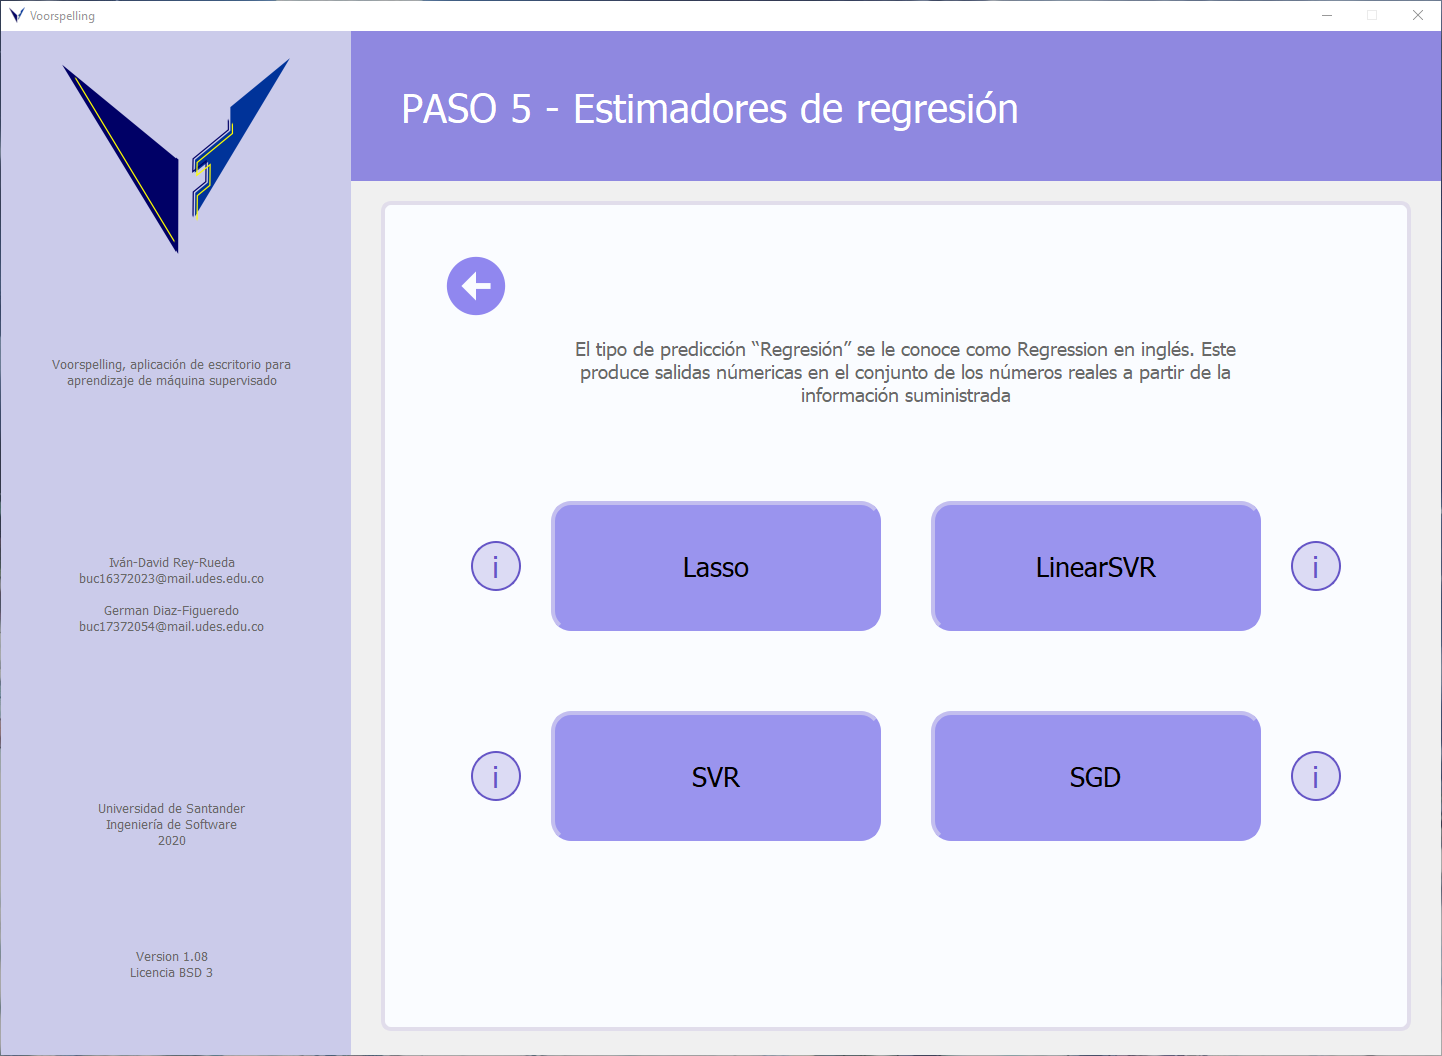 Voorspelling
PASO 5 - Estimadores de regresión
Voorspelling, aplicación de escritorio para
aprendizaje de máquina supervisado
Iván-David Rey-Rueda
buc16372023@mail.udes.edu.co
German Diaz-Figueredo
buc17372054@mail.udes.edu.co
Universidad de Santander
Ingeniería de Software
2020
Version 1.08
Licencia BSD 3
El tipo de predicción “Regresión” se le conoce como Regression en inglés. Este
produce salidas númericas en el conjunto de los números reales a partir de la
información suministrada
i Lasso LinearSVR i
i SVR SGD i